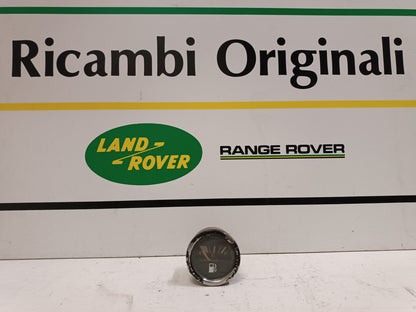 Ricambi Originali
LAND
ROVER
RANGE ROVER